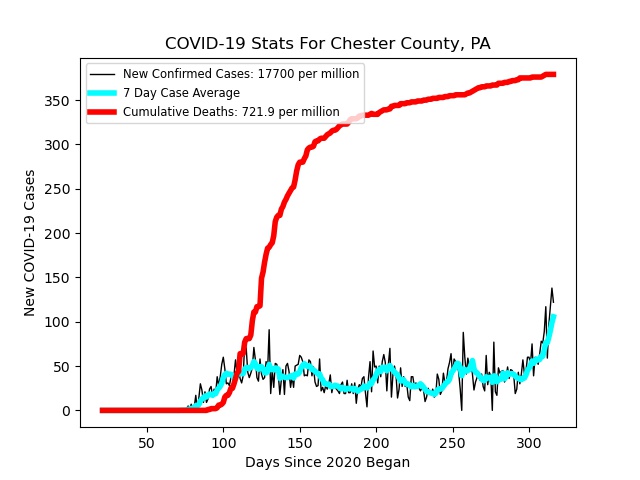 COVID-19 Stats For Chester County, PA
New Confirmed Cases: 17700 per million
7 Day Case Average
Cumulative Deaths: 721.9 per million
New COVID-19 Cases
350
300
250
200
150
100
50
0
50 100 150 200 250 300
Days Since 2020 Began